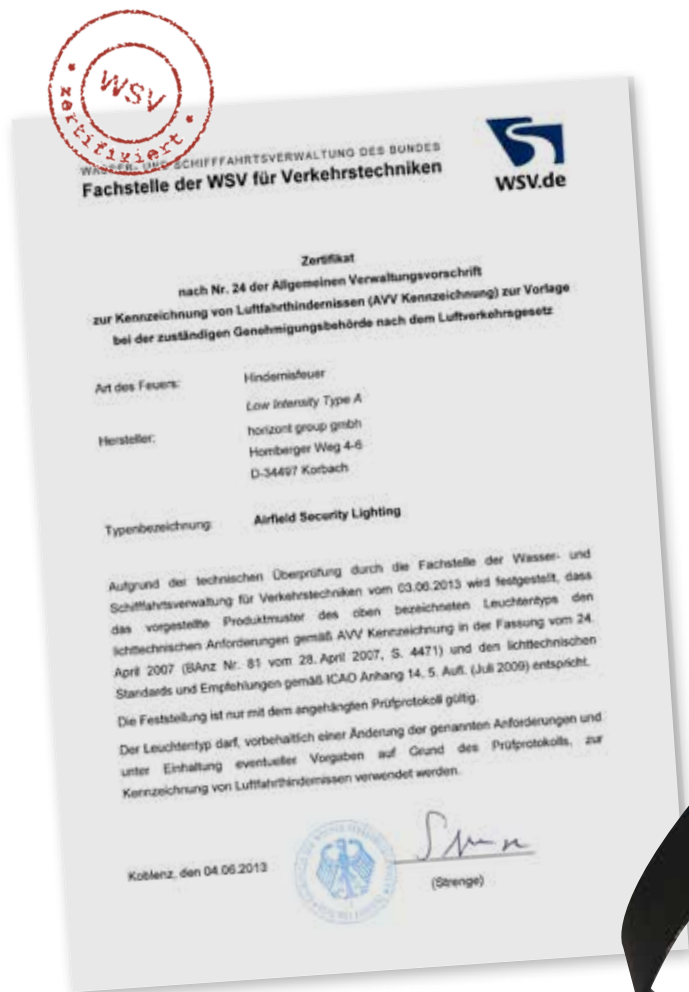 WSV
zertifiziert
WASSER- UND SCHIFFFAHRTSVERWALTUNG DES BUNDES
Fachstelle der WSV für Verkehrstechniken
WSV.de
Zertifikat
nach Nr. 24 der Allgemeinen Verwaltungsvorschrift
zur Kennzeichnung von Luftfahrthindernissen (AVV Kennzeichnung) zur Vorlage
bei der zuständigen Genehmigungsbehörde nach dem Luftverkehrsgesetz
Art des Feuers: Hindernisfeuer
Low Intensity Type A
Hersteller: horizont group gmbh
Homberger Weg 4-6
D-34497 Korbach
Typenbezeichnung: Airfield Security Lighting
Aufgrund der technischen Überprüfung durch die Fachstelle der Wasser- und
Schifffahrtsverwaltung für Verkehrstechniken vom 03.06.2013 wird festgestellt, dass
das vorgestellte Produktmuster des oben bezeichneten Leuchtentyps den
lichttechnischen Anforderungen gemäß AVV Kennzeichnung in der Fassung vom 24.
April 2007 (BAnz Nr. 81 vom 28. April 2007, S. 4471) und den lichttechnischen
Standards und Empfehlungen gemäß ICAO Anhang 14, 5. Aufl. (Juli 2009) entspricht.
Die Feststellung ist nur mit dem angehängten Prüfprotokoll gültig.
Der Leuchtentyp darf, vorbehaltlich einer Änderung der genannten Anforderungen und
unter Einhaltung eventueller Vorgaben auf Grund des Prüfprotokolls, zur
Kennzeichnung von Luftfahrthindernissen verwendet werden.
Koblenz, den 04.06.2013
(Strenge)